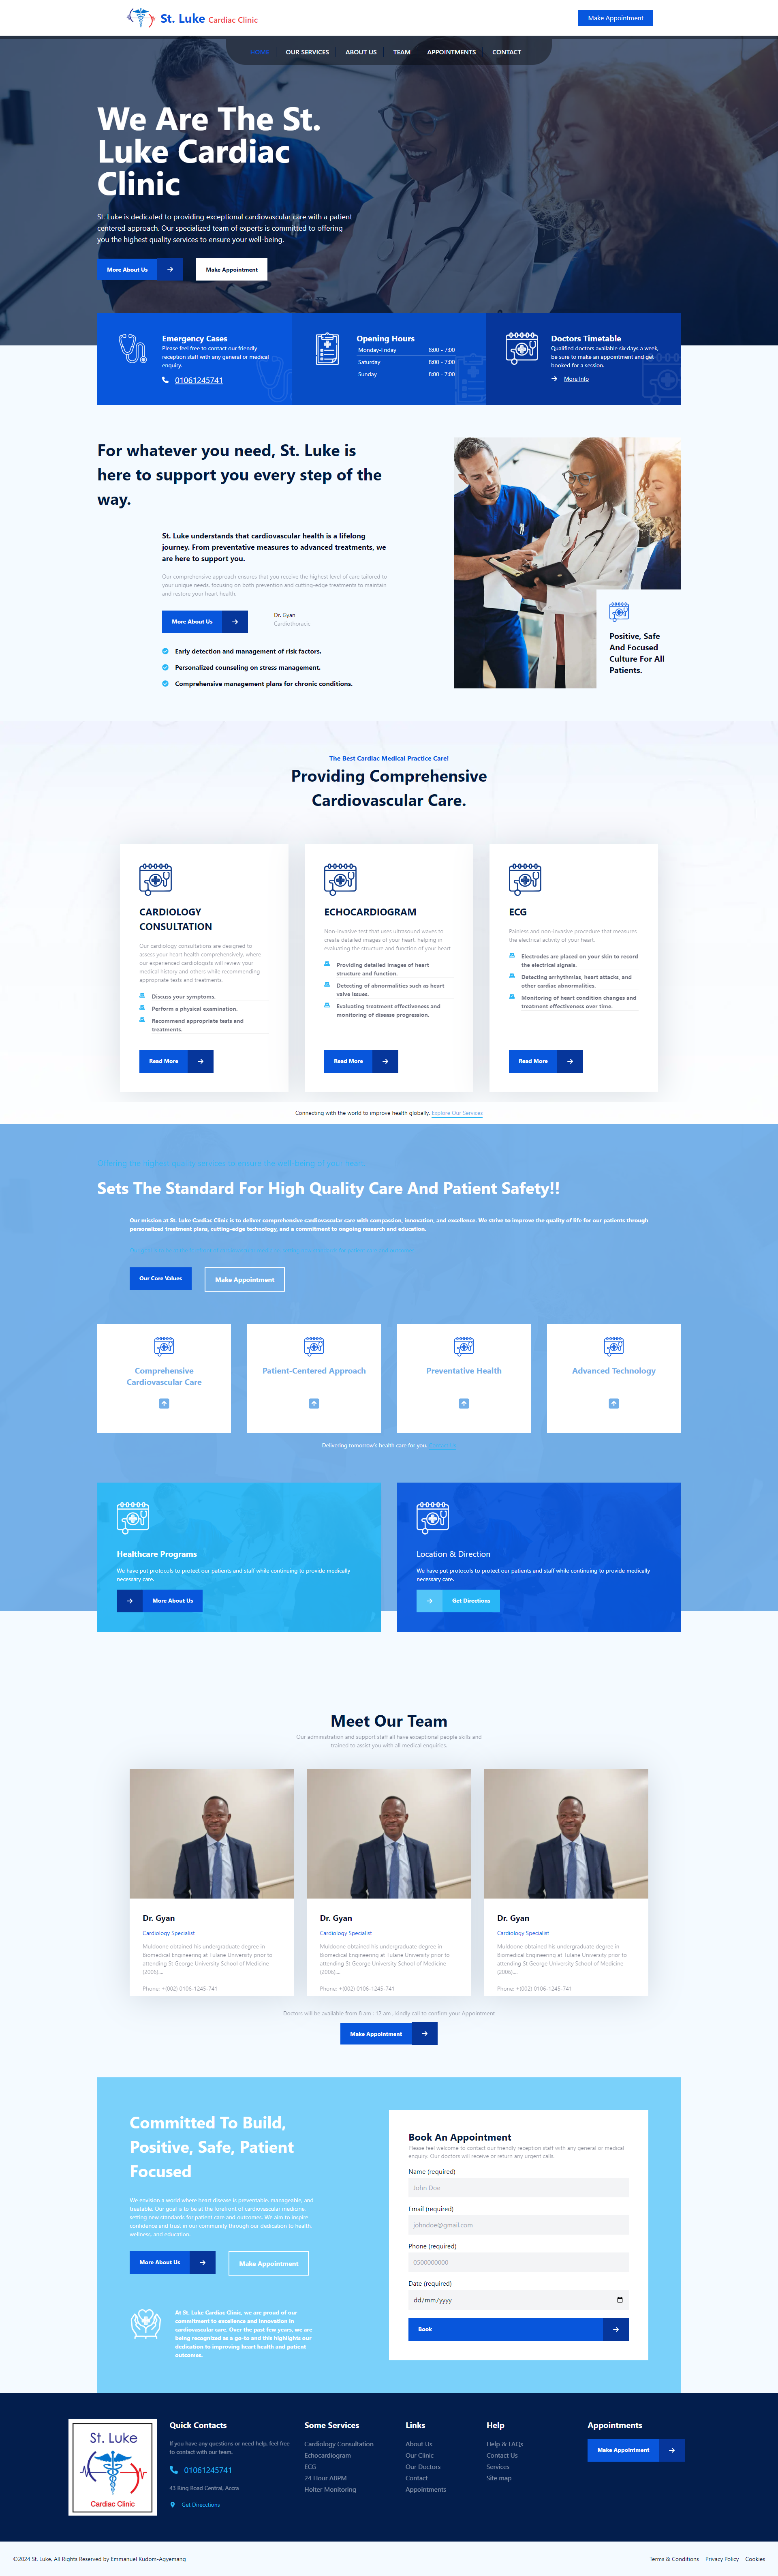 St. Luke Cardiac Clinic
Make Appointment
HOME OUR SERVICES ABOUT US TEAM APPOINTMENTS CONTACT
We Are The St.
Luke Cardiac
Clinic
St. Luke is dedicated to providing exceptional cardiovascular care with a patient-
centered approach. Our specialized team of experts is committed to offering
you the highest quality services to ensure your well-being.
More About Us
Make Appointment
Emergency Cases
Please feel free to contact our friendly
reception staff with any general or medical
enquiry.
01061245741
Opening Hours
Monday-Friday 8:00 - 7:00
Saturday 8:00 - 7:00
Sunday 8:00 - 7:00
Doctors Timetable
Qualified doctors available six days a week,
be sure to make an appointment and get
booked for a session.
More Info
For whatever you need, St. Luke is
here to support you every step of the
way.
St. Luke understands that cardiovascular health is a lifelong
journey. From preventative measures to advanced treatments, we
are here to support you.
Our comprehensive approach ensures that you receive the highest level of care tailored to
your unique needs, focusing on both prevention and cutting-edge treatments to maintain
and restore your heart health.
More About Us
Dr. Gyan
Cardiothoracic
Early detection and management of risk factors.
Personalized counseling on stress management.
Comprehensive management plans for chronic conditions.
Positive, Safe
And Focused
Culture For All
Patients.
The Best Cardiac Medical Practice Care!
Providing Comprehensive
Cardiovascular Care.
CARDIOLOGY
CONSULTATION
Our cardiology consultations are designed to
assess your heart health comprehensively, where
our experienced cardiologists will review your
medical history and others while recommending
appropriate tests and treatments.
Discuss your symptoms.
Perform a physical examination.
Recommend appropriate tests and
treatments.
Read More
ECHOCARDIOGRAM
Non-invasive test that uses ultrasound waves to
create detailed images of your heart, helping in
evaluating the structure and function of your heart
Providing detailed images of heart
structure and function.
Detecting of abnormalities such as heart
valve issues.
Evaluating treatment effectiveness and
monitoring of disease progression.
Read More
ECG
Painless and non-invasive procedure that measures
the electrical activity of your heart.
Electrodes are placed on your skin to record
the electrical signals.
Detecting arrhythmias, heart attacks, and
other cardiac abnormalities.
Monitoring of heart condition changes and
treatment effectiveness over time.
Read More
Connecting with the world to improve health globally. Explore Our Services
Offering the highest quality services to ensure the well-being of your heart
Sets The Standard For High Quality Care And Patient Safety!!
Our mission at St. Luke Cardiac Clinic is to deliver comprehensive cardiovascular care with compassion, innovation, and excellence. We strive to improve the quality of life for our patients through
personalized treatment plans, cutting-edge technology, and a commitment to ongoing research and education.
Our Core Values
Make Appointment
Comprehensive
Cardiovascular Care
Patient-Centered Approach
Preventative Health
Advanced Technology
Delivering tomorrow's health care for you.
Healthcare Programs
We have put protocols to protect our patients and staff while continuing to provide medically
necessary care.
More About Us
Location & Direction
We have put protocols to protect our patients and staff while continuing to provide medically
necessary care.
Get Directions
Meet Our Team
Our adminstration and support staff all have exceptional people skills and
trained to assist you with all medical enquiries.
Dr. Gyan
Cardiology Specialist
Muldoone obtained his undergraduate degree in
Biomedical Engineering at Tulane University prior to
attending St George University School of Medicine
(2006)....
Phone: +(002) 0106-1245-741
Dr. Gyan
Cardiology Specialist
Muldoone obtained his undergraduate degree in
Biomedical Engineering at Tulane University prior to
attending St George University School of Medicine
(2006)....
Phone: +(002) 0106-1245-741
Dr. Gyan
Cardiology Specialist
Muldoone obtained his undergraduate degree in
Biomedical Engineering at Tulane University prior to
attending St George University School of Medicine
(2006)....
Phone: +(002) 0106-1245-741
Doctors will be available from 8 am : 12 am , kindly call to confirm your Appointment
Make Appointment
Committed To Build,
Positive, Safe, Patient
Focused
We envision a world where heart disease is preventable, manageable, and
treatable. Our goal is to be at the forefront of cardiovascular medicine,
setting new standards for patient care and outcomes. We aim to inspire
confidence and trust in our community through our dedication to health,
wellness, and education.
More About Us
Make Appointment
At St. Luke Cardiac Clinic, we are proud of our
commitment to excellence and innovation in
cardiovascular care. Over the past few years, we are
being recognized as a go-to and this highlights our
dedication to improving heart health and patient
outcomes.
Book An Appointment
Please feel welcome to contact our friendly reception staff with any general or medical
enquiry. Our doctors will receive or return any urgent calls.
Name (required)
John Doe
Email (required)
johndoe@gmail.com
Phone (required)
0500000000
Date (required)
dd/mm/yyyy
Book
St. Luke
Cardiac Clinic
Quick Contacts
If you have any questions or need help, feel free
to contact with our team.
01061245741
43 Ring Road Central, Accra
Get Direcctions
Some Services
Cardiology Consultation
Echocardiogram
ECG
24 Hour ABPM
Holter Monitoring
Links
About Us
Our Clinic
Our Doctors
Contact
Appointments
Help
Help & FAQs
Contact Us
Services
Site map
Appointments
Make Appointment
©2024 St. Luke, All Rights Reserved by Emmanuel Kudom-Agyemang
Terms & Conditions Privacy Policy Cookies